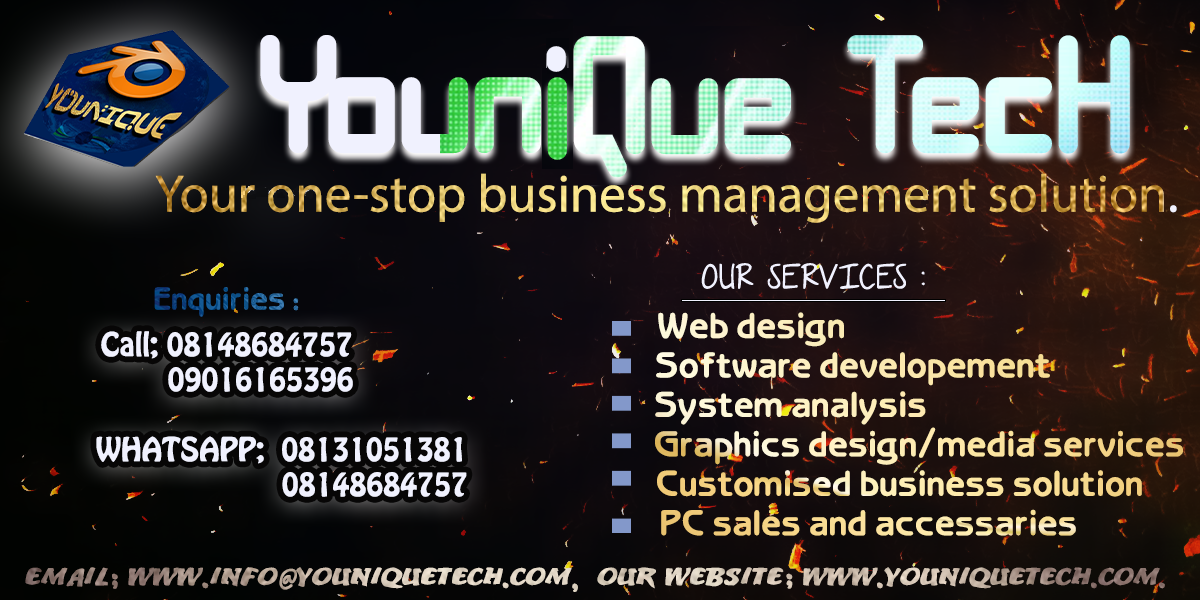 YOUNIQUE
YouniQue TecH
Your one-stop business management solution.
Enquiries :
Call; 08148684757
09016165396
WHATSAPP; 08131051381
08148684757
OUR SERVICES :
Web design
Software developement
System analysis
Graphics design/media services
Customised business solution
PC sales and accessaries
EMAIL; WWW.INFO@YOUNIQUETECH.COM, OUR WEBSITE; WWW.YOUNIQUETECH.COM.